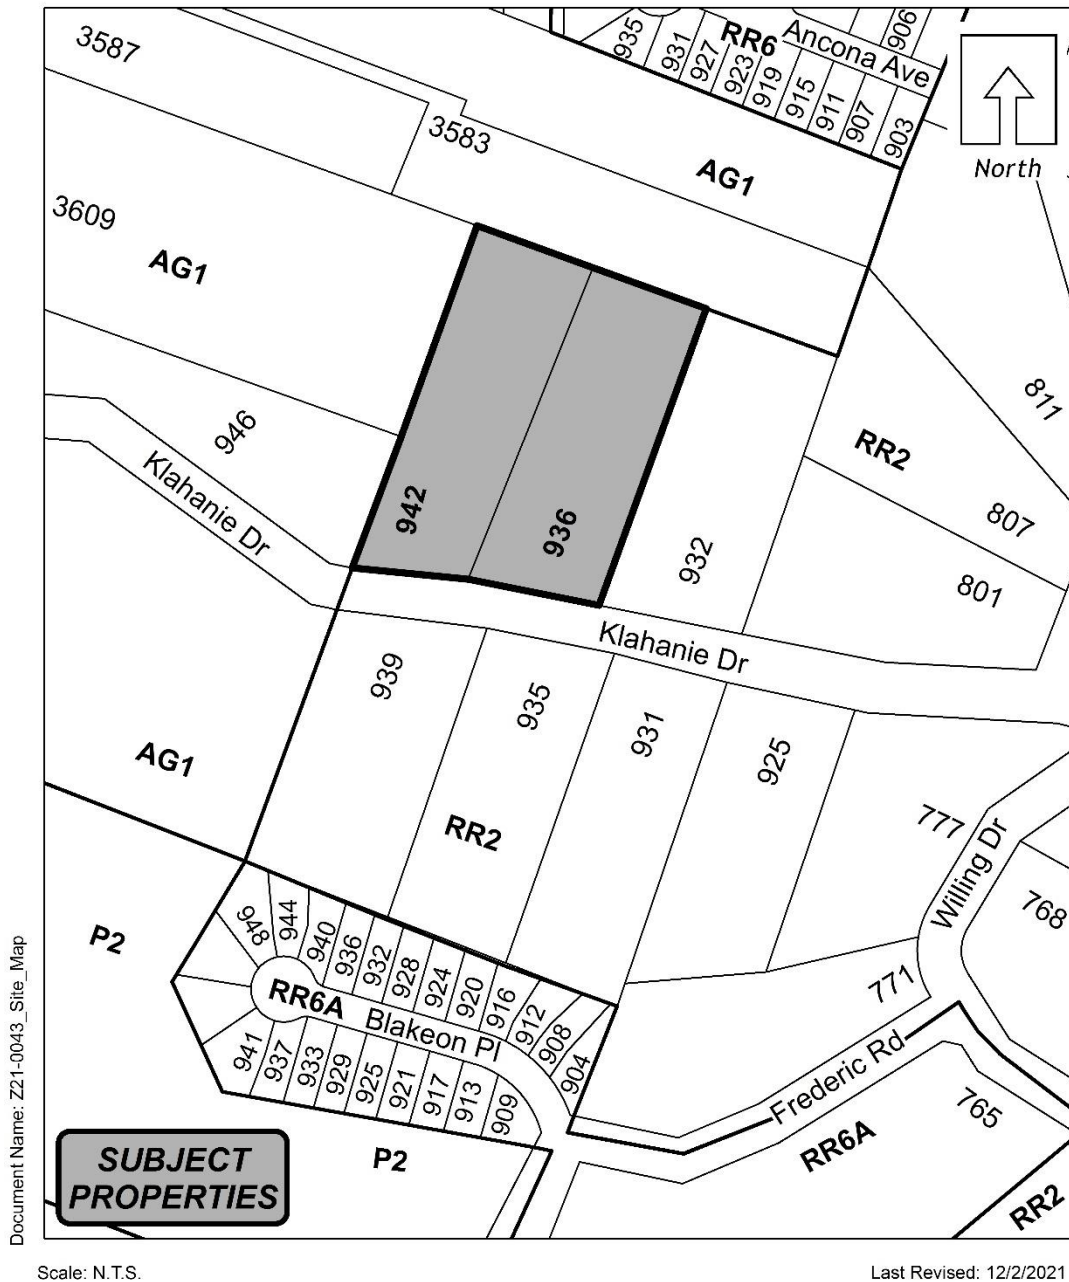 3587
935
931
927
923
919
915
911
907
903
906
RR6
Ancona Ave
North
3583
AG1
3609
AG1
811
RR2
807
801
946
Klahanie Dr
942
936
932
Klahanie Dr
939
935
931
925
AG1
RR2
777
Willing Dr
768
771
P2
948
944
940
936
932
928
924
920
916
912
908
904
RR6A
Blakeon Pl
941
937
933
929
925
921
917
913
909
Frederic Rd
RR6A
765
RR2
P2
SUBJECT
PROPERTIES
Document Name: Z21-0043_Site_Map
Scale: N.T.S.
Last Revised: 12/2/2021